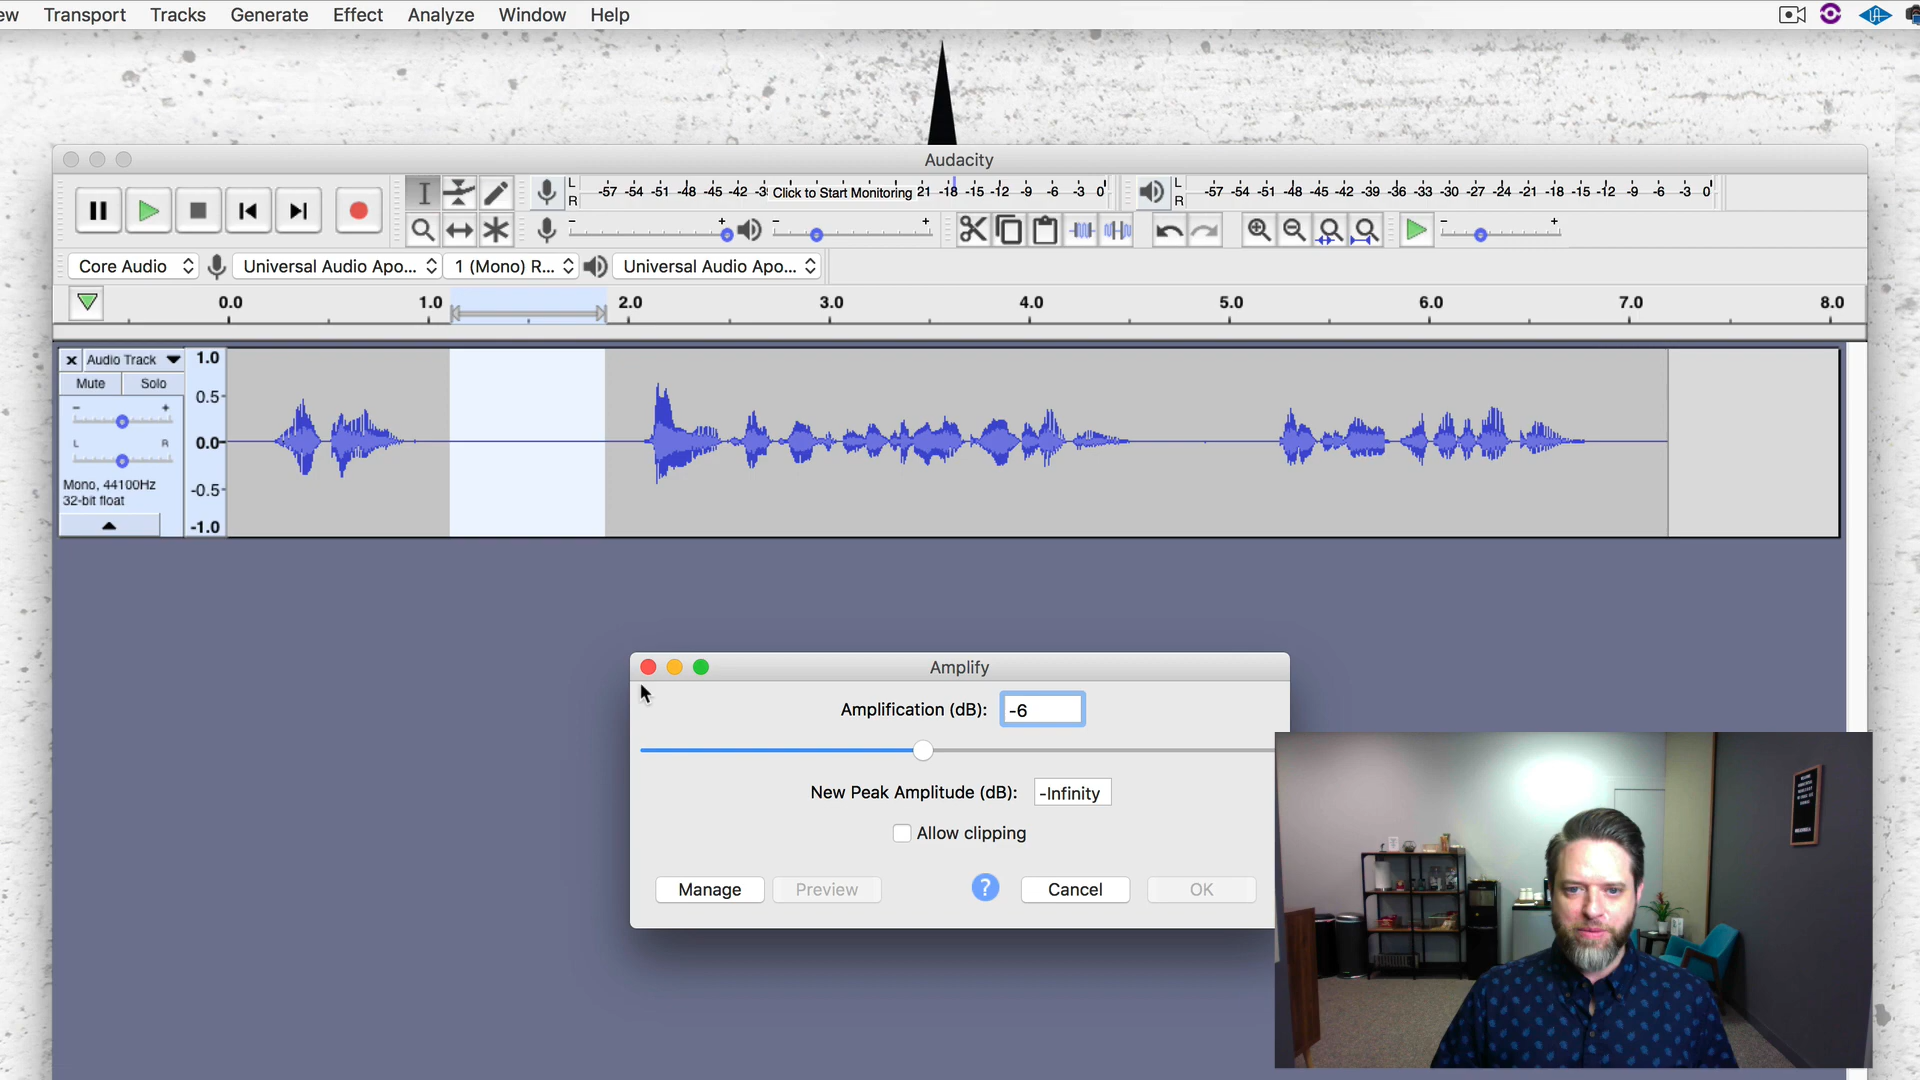 ew Transport Tracks Generate Effect Analyze Window Help
Audacity
L
R
-57 -54 -51 -48 -45 -42 -3 Click to Start Monitoring 21 -18 -15 -12 -9 -6 -3 0
L
R
-57 -54 -51 -48 -45 -42 -39 -36 -33 -30 -27 -24 -21 -18 -15 -12 -9 -6 -3 0
- + - + - +
Core Audio Universal Audio Apo... 1 (Mono) R... Universal Audio Apo...
0.0 1.0 2.0 3.0 4.0 5.0 6.0 7.0 8.0
x Audio Track 1.0
Mute Solo
0.5
- +
L R
0.0
Mono, 44100Hz
32-bit float
-0.5
-1.0
Amplify
Amplification (dB): -6
New Peak Amplitude (dB): -Infinity
Allow clipping
Manage Preview ? Cancel OK